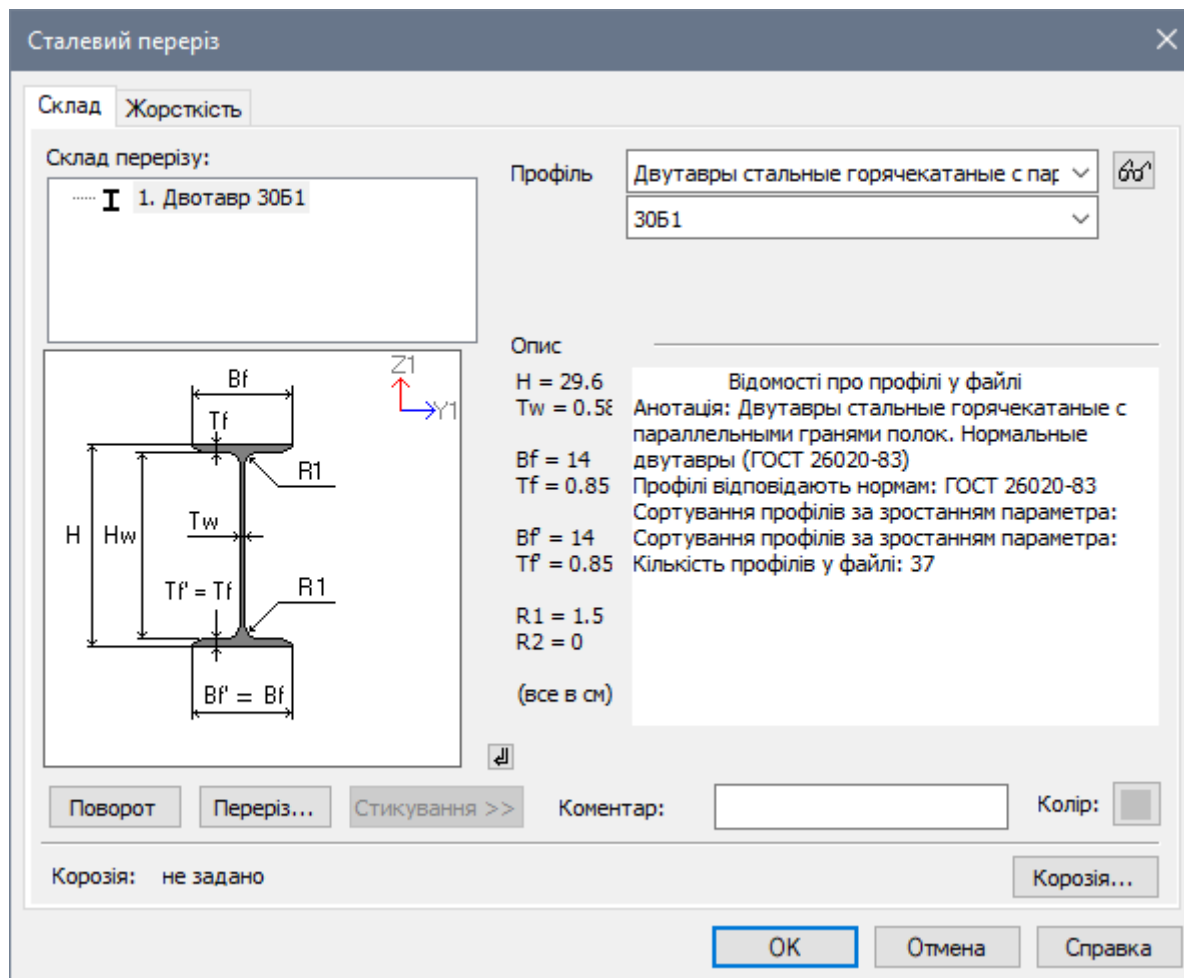 Сталевий переріз
Склад
Жорсткість
Склад перерізу:
1. Двотавр 30Б1
Профіль
Двутавры стальные горячекатаные с пар
30Б1
Опис
H = 29.6
Tw = 0.58
Bf = 14
Tf = 0.85
Bf' = 14
Tf' = 0.85
R1 = 1.5
R2 = 0
(все в см)
Відомості про профілі у файлі
Анотація: Двутавры стальные горячекатаные с
параллельными гранями полок. Нормальные
двутавры (ГОСТ 26020-83)
Профілі відповідають нормам: ГОСТ 26020-83
Сортування профілів за зростанням параметра:
Сортування профілів за зростанням параметра:
Кількість профілів у файлі: 37
Z1
Y1
Bf
Tf
R1
H
Hw
Tw
Tf' = Tf
R1
Bf' = Bf
Поворот
Переріз...
Стикування >>
Коментар:
Колір:
Корозія: не задано
Корозія...
OK
Отмена
Справка